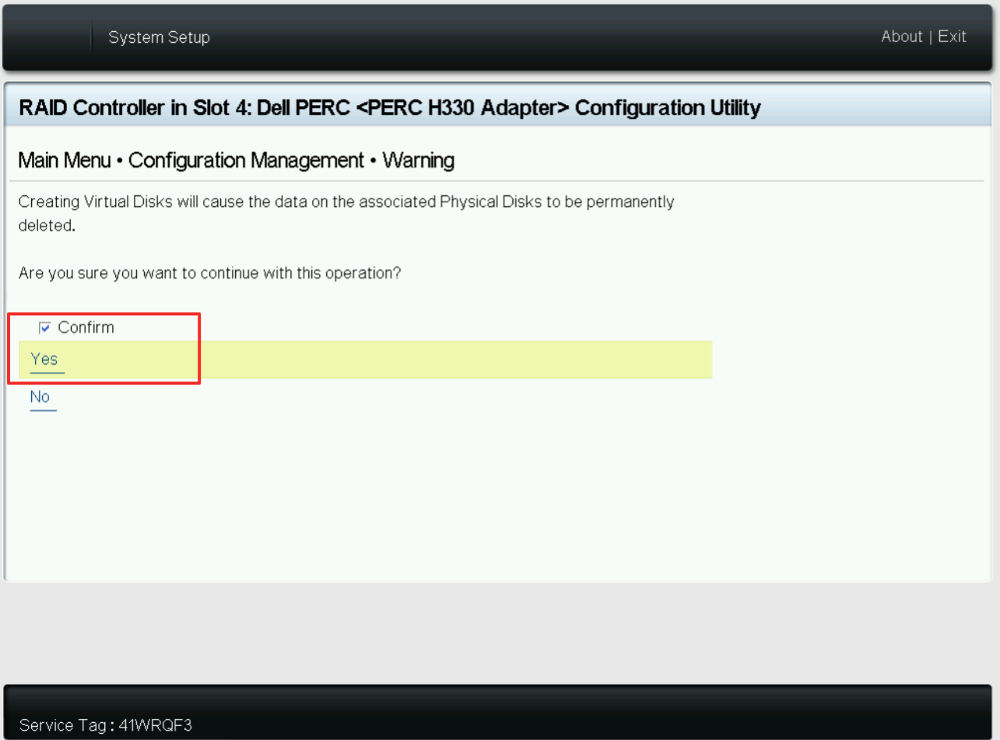 System Setup
About | Exit
RAID Controller in Slot 4: Dell PERC <PERC H330 Adapter> Configuration Utility
Main Menu • Configuration Management • Warning
Creating Virtual Disks will cause the data on the associated Physical Disks to be permanently
deleted.
Are you sure you want to continue with this operation?
Confirm
Yes
No
Service Tag : 41WRQF3